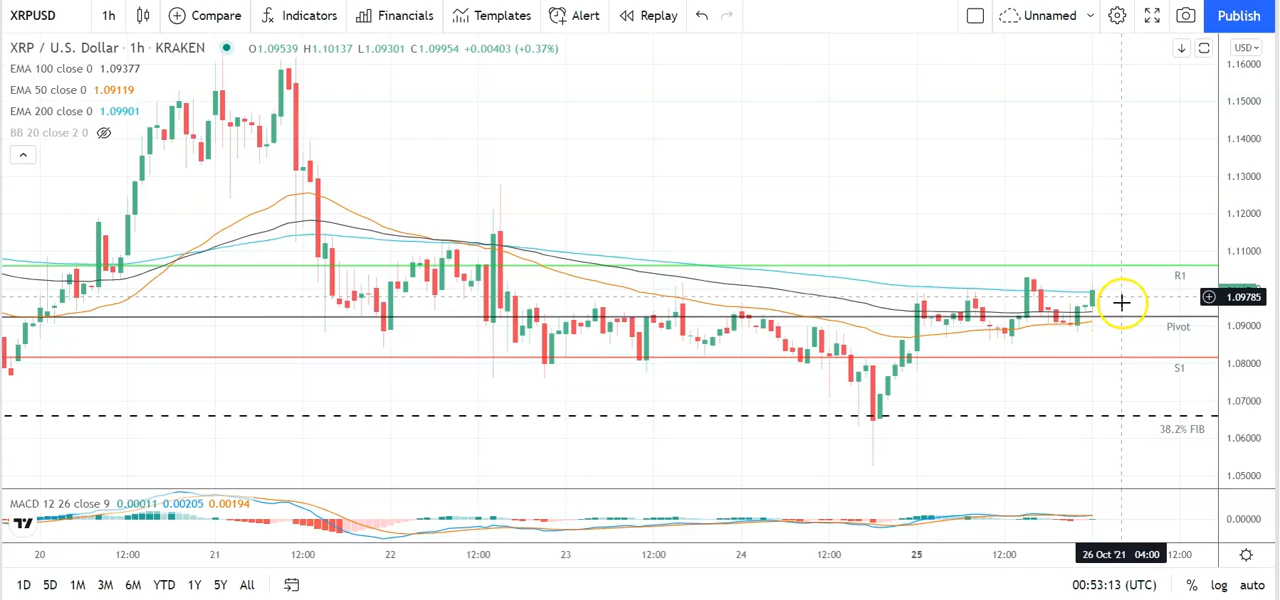 XRPUSD 1h Compare Indicators Financials Templates Alert Replay Unnamed Publish
XRP / U.S. Dollar · 1h · KRAKEN O1.09539 H1.10137 L1.09301 C1.09954 +0.00403 (+0.37%) USD
EMA 100 close 0 1.09377
EMA 50 close 0 1.09119
EMA 200 close 0 1.09901
BB 20 close 2 0
1.16000
1.15000
1.14000
1.13000
1.12000
1.11000
R1
1.09785
Pivot
1.09000
1.08000
S1
1.07000
38.2% FIB
1.06000
1.05000
MACD 12 26 close 9 0.00011 0.00205 0.00194
0.00000
20 12:00 21 12:00 22 12:00 23 12:00 24 12:00 25 12:00 26 Oct '21 04:00 12:00
1D 5D 1M 3M 6M YTD 1Y 5Y All 00:53:13 (UTC) % log auto